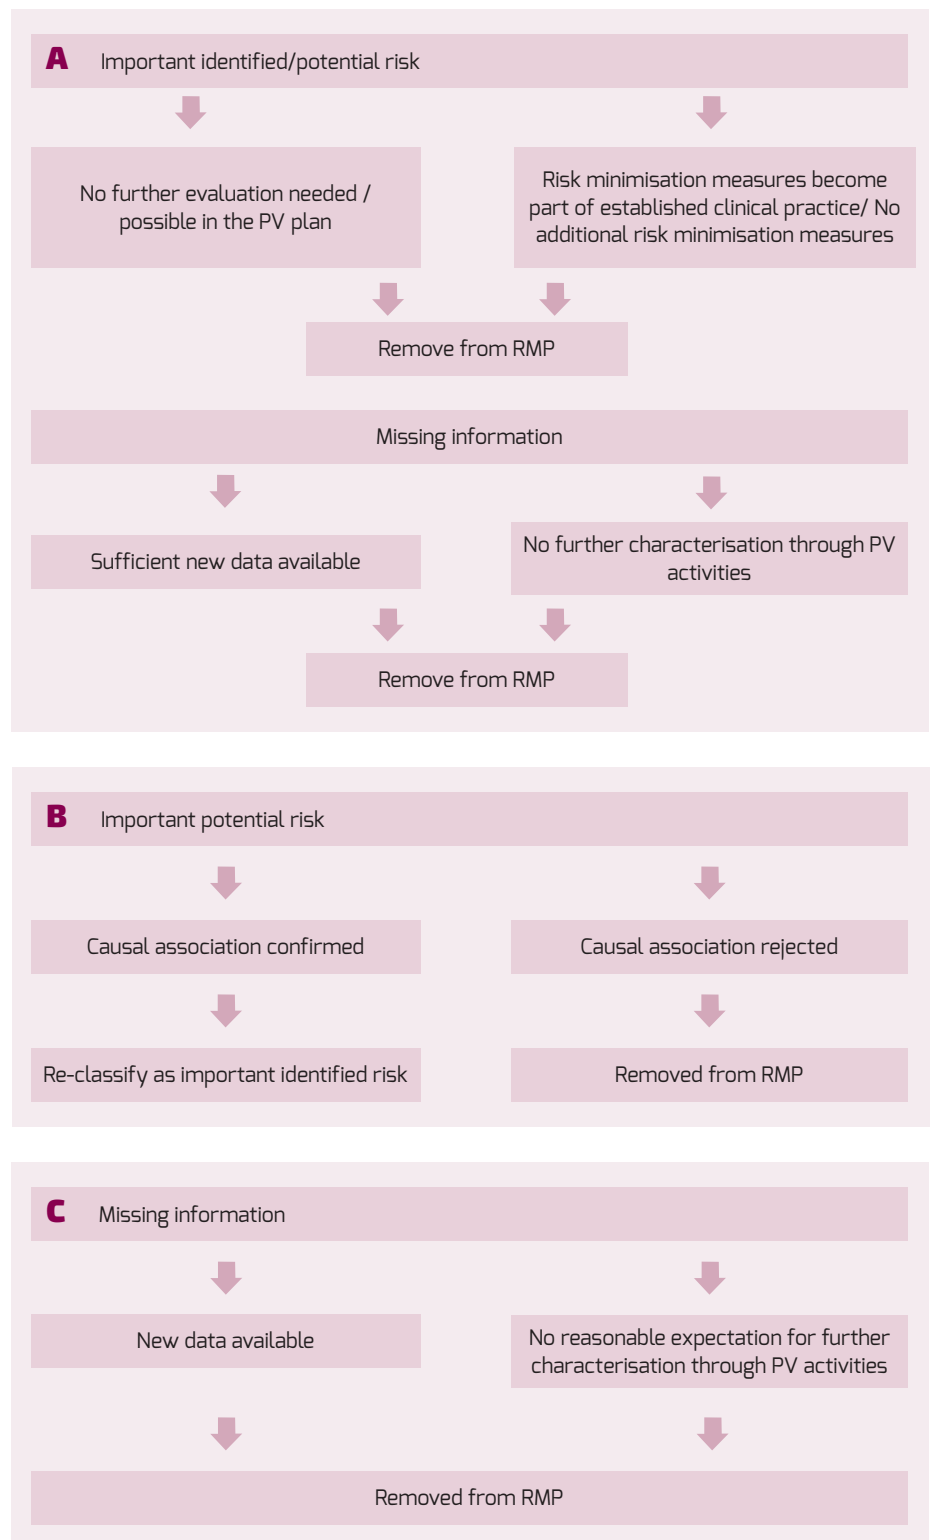 A Important identified/potential risk
No further evaluation needed /
possible in the PV plan
Risk minimisation measures become
part of established clinical practice/ No
additional risk minimisation measures
Remove from RMP
Missing information
Sufficient new data available
No further characterisation through PV
activities
Remove from RMP
B Important potential risk
Causal association confirmed
Causal association rejected
Re-classify as important identified risk
Removed from RMP
C Missing information
New data available
No reasonable expectation for further
characterisation through PV activities
Removed from RMP